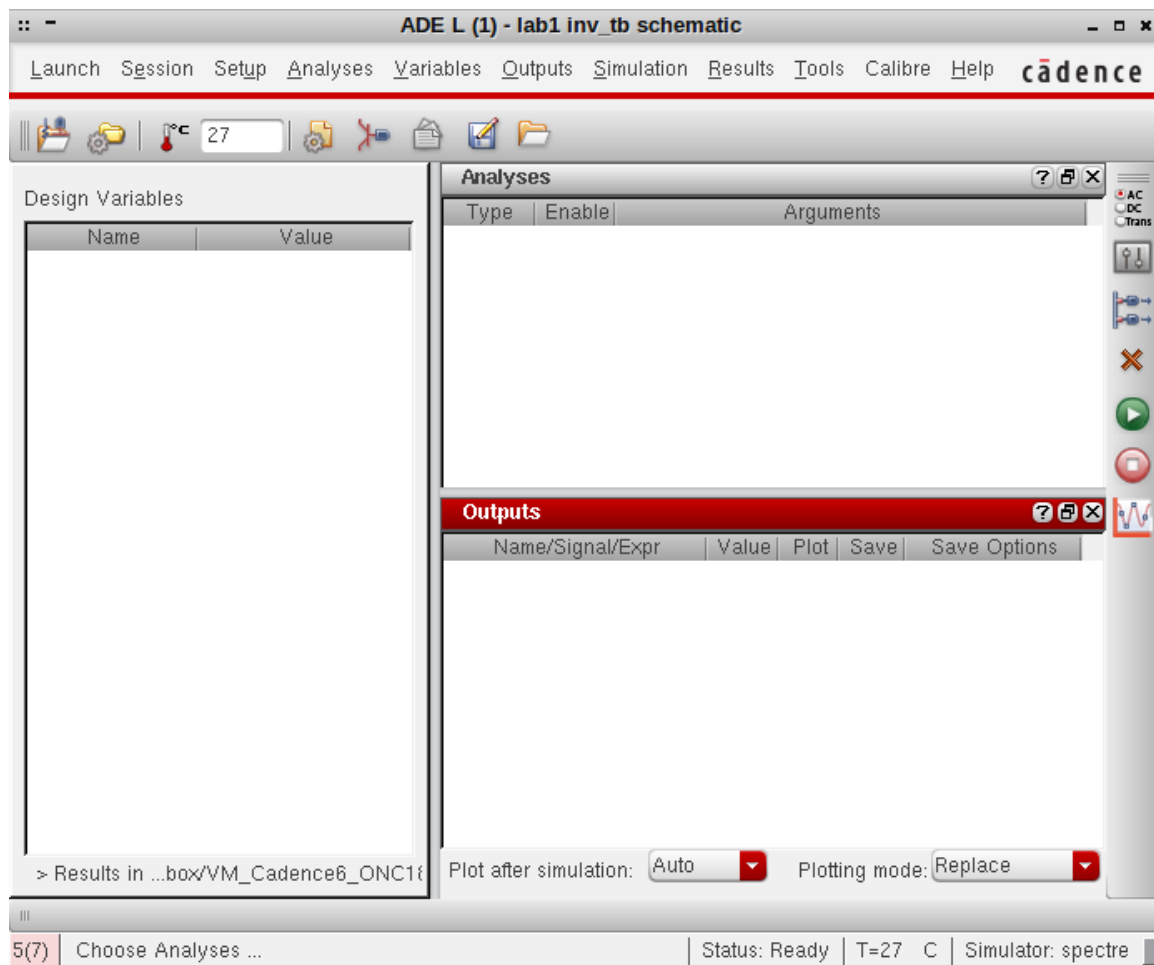 ADE L (1) - lab1 inv_tb schematic
Launch Session Setup Analyses Variables Outputs Simulation Results Tools Calibre Help cādence
°C 27
Design Variables
Name Value
> Results in ...box/VM_Cadence6_ONC18
Analyses
Type Enable Arguments
AC
DC
Trans
Outputs
Name/Signal/Expr Value Plot Save Save Options
Plot after simulation: Auto Plotting mode: Replace
5(7) Choose Analyses ... Status: Ready T=27 C Simulator: spectre